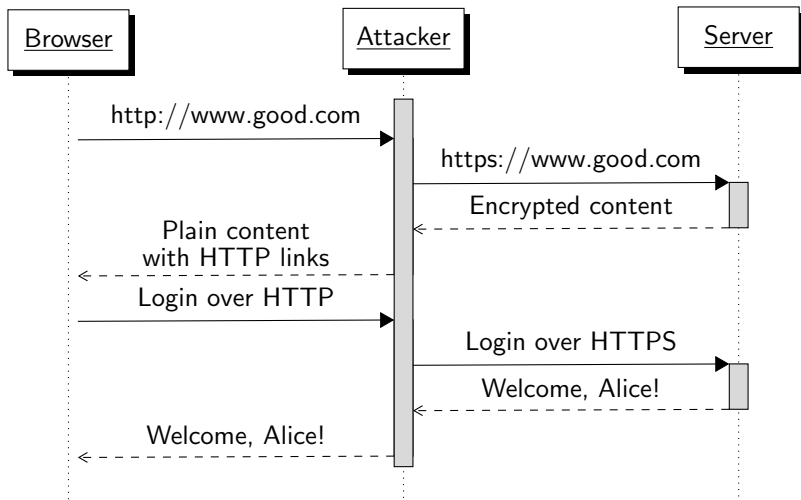 Browser
Attacker
Server
http://www.good.com
https://www.good.com
Encrypted content
Plain content
with HTTP links
Login over HTTP
Login over HTTPS
Welcome, Alice!
Welcome, Alice!